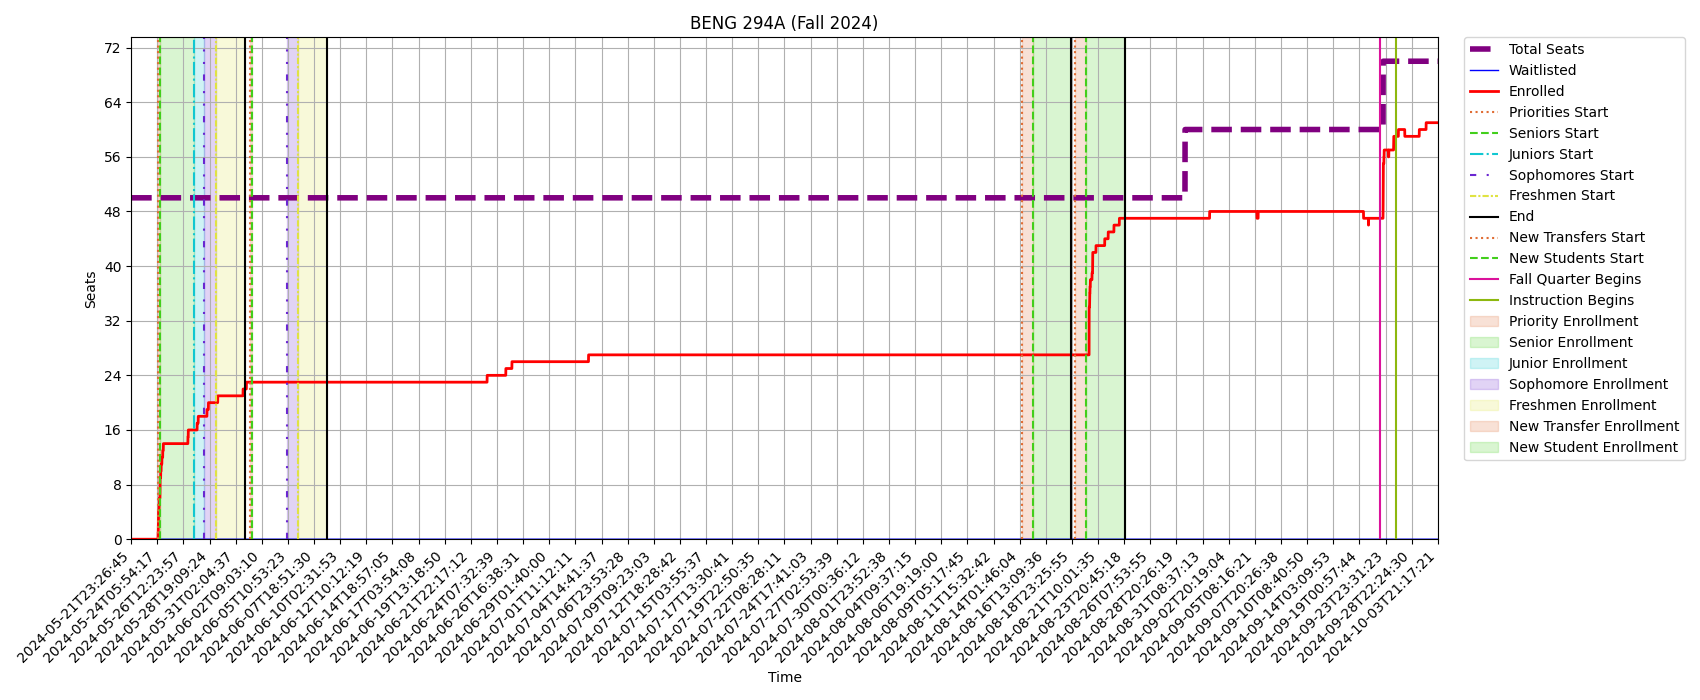 BENG 294A (Fall 2024)
72
64
56
48
40
32
24
16
8
0
Seats
2024-05-21T23:26:45
2024-05-24T05:54:17
2024-05-26T12:23:57
2024-05-28T19:09:24
2024-05-31T02:04:37
2024-06-02T09:03:10
2024-06-05T10:53:23
2024-06-07T18:51:30
2024-06-10T02:31:53
2024-06-12T10:12:19
2024-06-14T18:57:05
2024-06-17T03:54:08
2024-06-19T13:18:50
2024-06-21T22:17:12
2024-06-24T07:32:39
2024-06-26T16:38:31
2024-06-29T01:40:00
2024-07-01T11:12:11
2024-07-04T14:41:37
2024-07-06T23:53:28
2024-07-09T09:23:03
2024-07-12T18:28:42
2024-07-15T03:55:37
2024-07-17T13:30:41
2024-07-19T22:50:35
2024-07-22T08:28:11
2024-07-24T17:41:03
2024-07-27T02:53:39
2024-07-30T00:36:12
2024-08-01T23:52:38
2024-08-04T09:37:15
2024-08-06T19:19:00
2024-08-09T05:17:45
2024-08-11T15:32:42
2024-08-14T01:46:04
2024-08-16T13:09:36
2024-08-18T23:25:55
2024-08-21T10:01:35
2024-08-23T20:45:18
2024-08-26T07:53:55
2024-08-28T20:26:19
2024-08-31T08:37:13
2024-09-02T20:19:04
2024-09-05T08:16:21
2024-09-07T20:26:38
2024-09-10T08:40:50
2024-09-14T03:09:53
2024-09-19T00:57:44
2024-09-23T23:31:23
2024-09-28T22:24:30
2024-10-03T21:17:21
Time
Total Seats
Waitlisted
Enrolled
Priorities Start
Seniors Start
Juniors Start
Sophomores Start
Freshmen Start
End
New Transfers Start
New Students Start
Fall Quarter Begins
Instruction Begins
Priority Enrollment
Senior Enrollment
Junior Enrollment
Sophomore Enrollment
Freshmen Enrollment
New Transfer Enrollment
New Student Enrollment